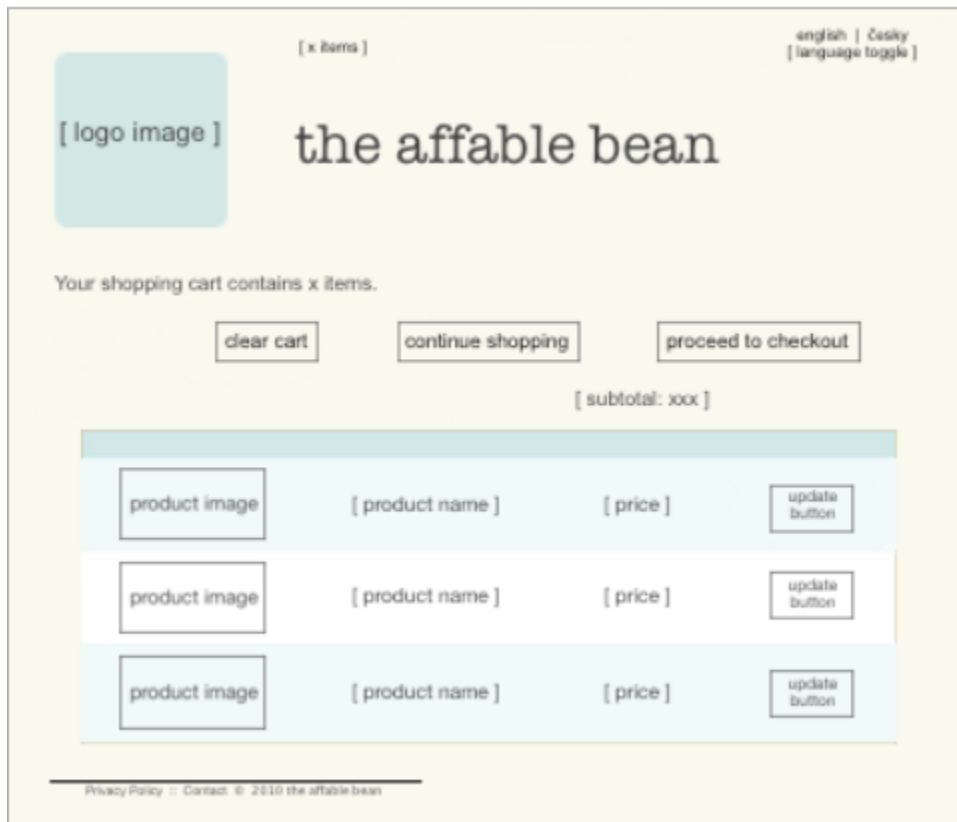 [ x items ]
english | česky
[ language toggle ]
[ logo image ]
the affable bean
Your shopping cart contains x items.
clear cart
continue shopping
proceed to checkout
[ subtotal: xxx ]
product image
[ product name ]
[ price ]
update
button
product image
[ product name ]
[ price ]
update
button
product image
[ product name ]
[ price ]
update
button
Privacy Policy :: Contact © 2010 the affable bean